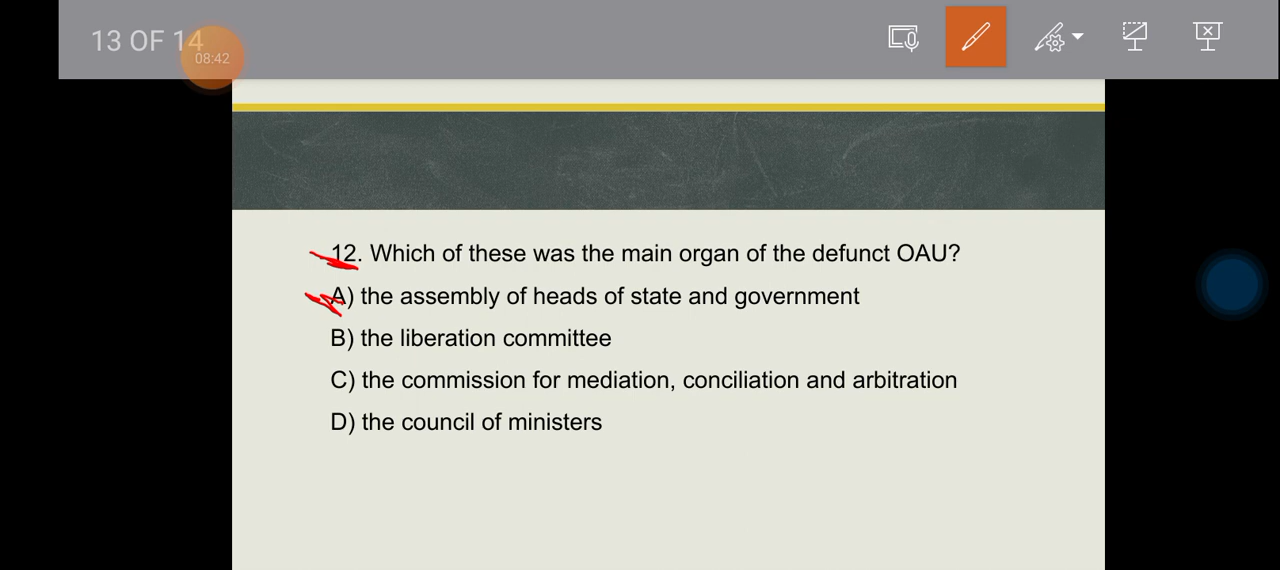 13 OF 14
08:42
12. Which of these was the main organ of the defunct OAU?
A) the assembly of heads of state and government
B) the liberation committee
C) the commission for mediation, conciliation and arbitration
D) the council of ministers